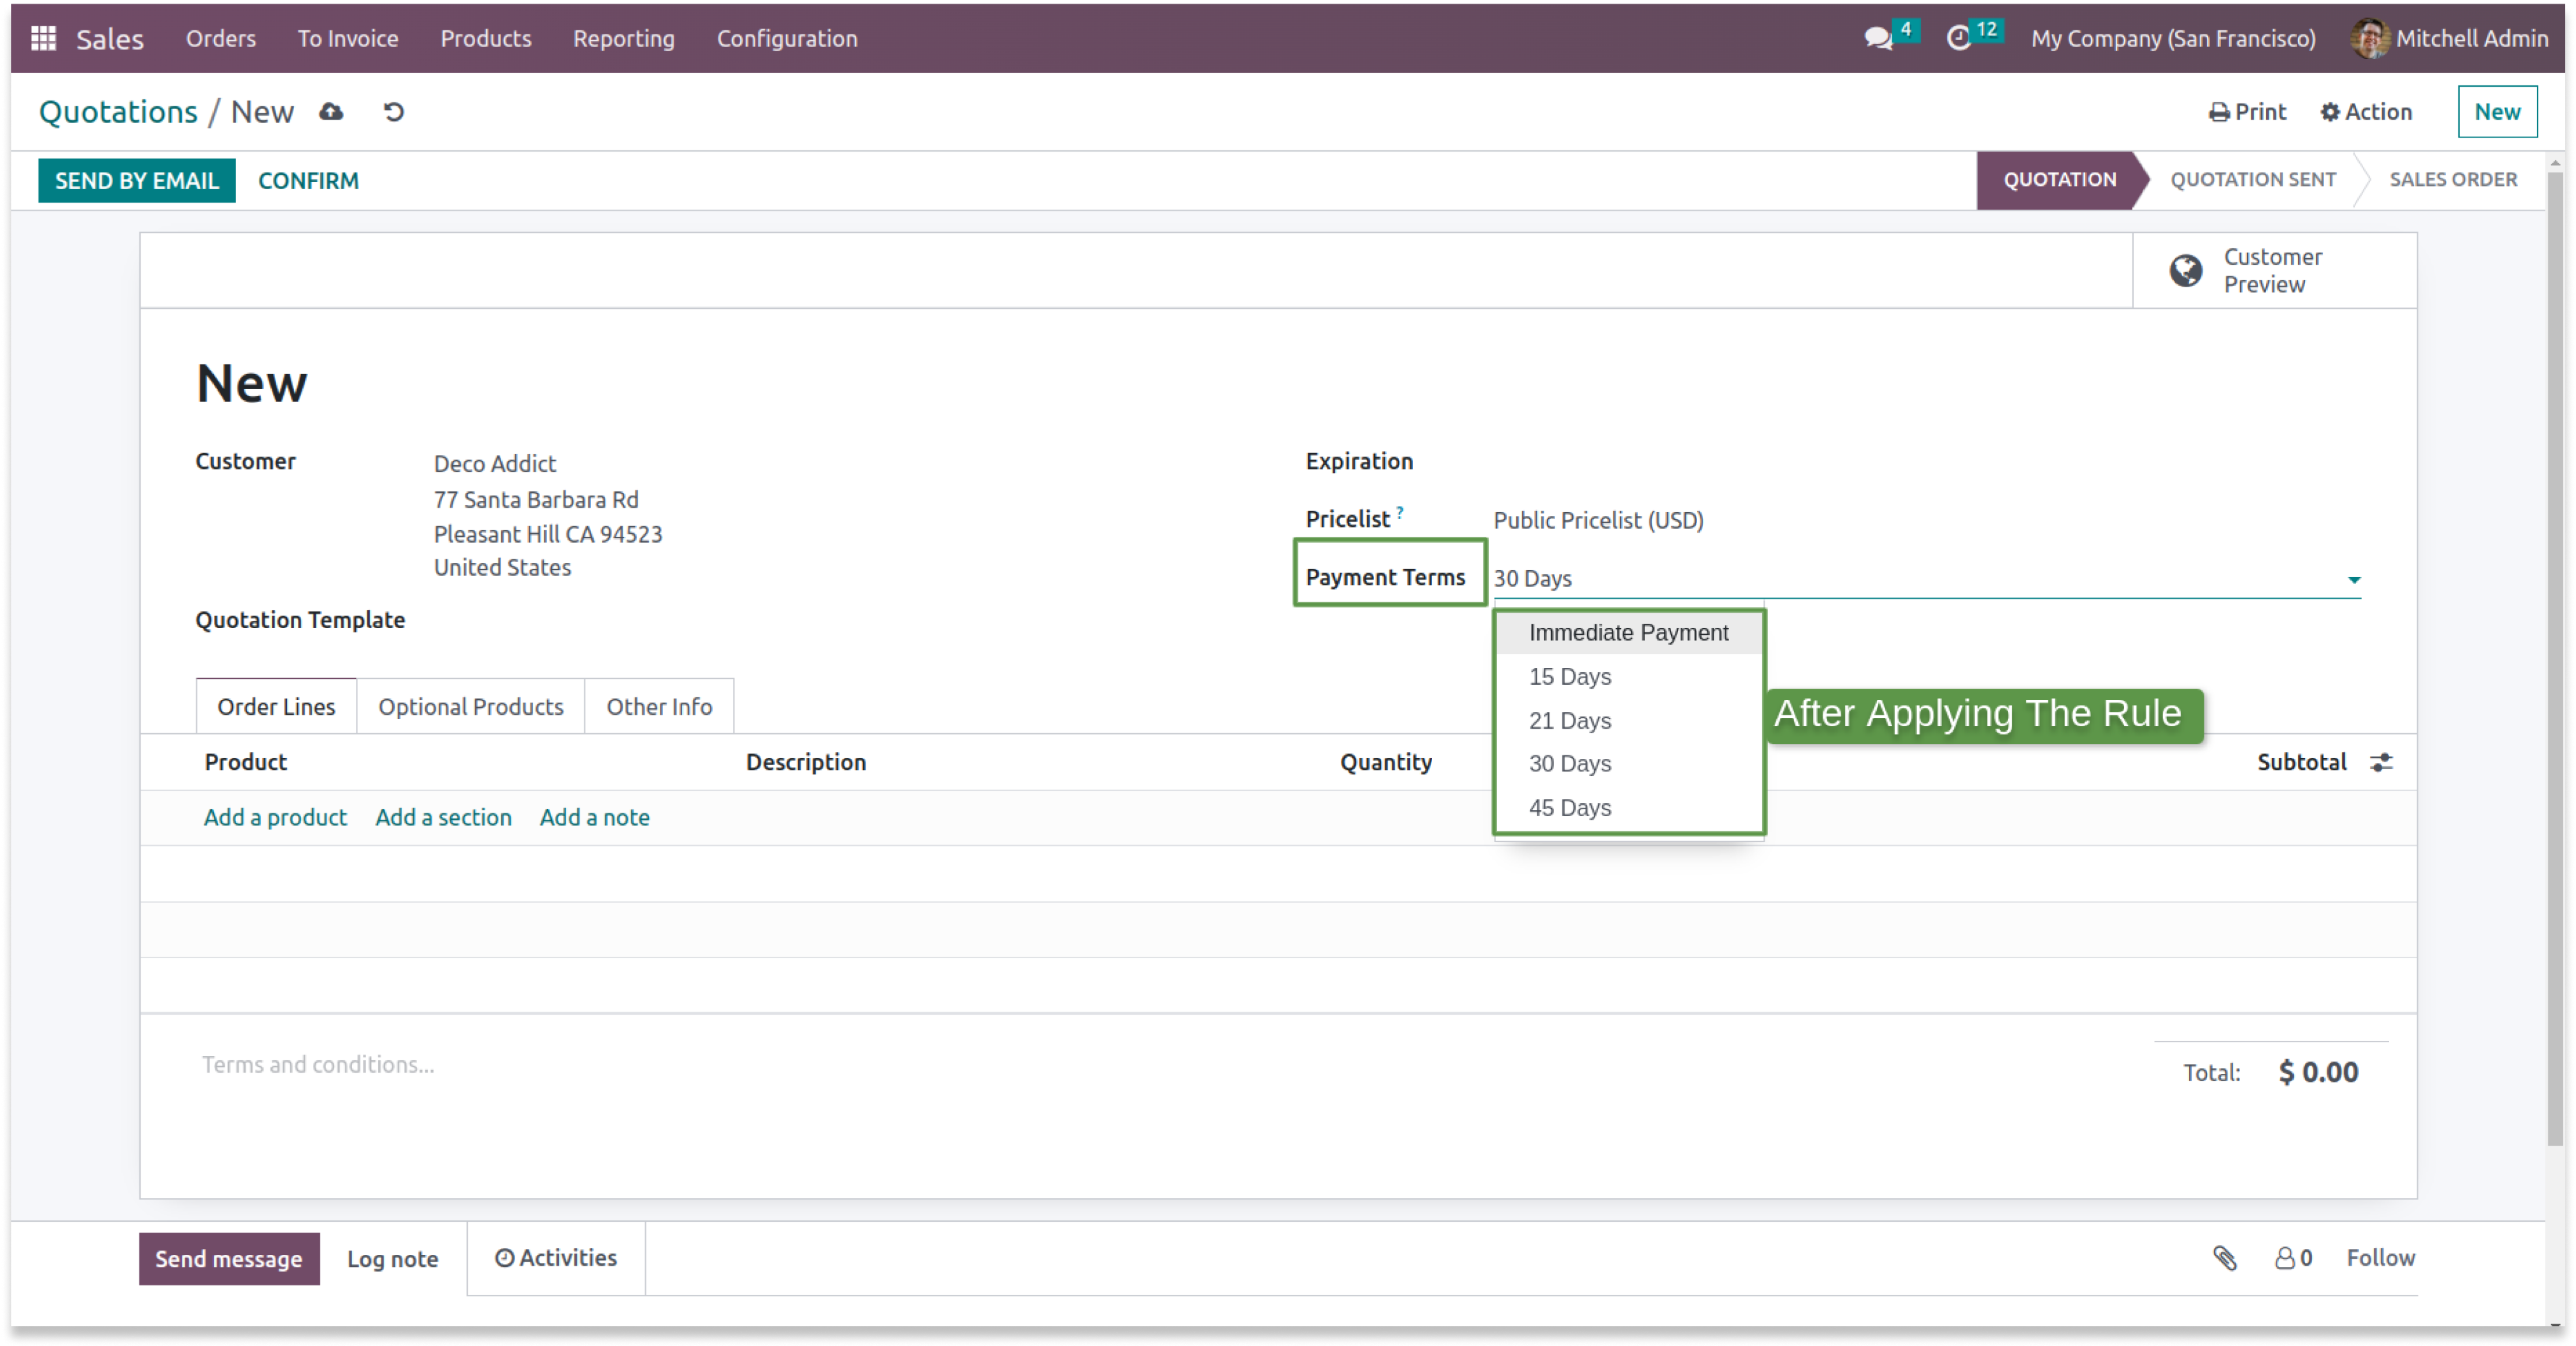 Sales Orders To Invoice Products Reporting Configuration 4 12 My Company (San Francisco) Mitchell Admin
Quotations / New Print Action New
SEND BY EMAIL CONFIRM QUOTATION QUOTATION SENT SALES ORDER
Customer
Preview
New
Customer Deco Addict Expiration
77 Santa Barbara Rd
Pricelist ? Public Pricelist (USD)
Pleasant Hill CA 94523
United States
Payment Terms 30 Days
Quotation Template
Immediate Payment
15 Days
21 Days
30 Days
45 Days
After Applying The Rule
Order Lines Optional Products Other Info
Product Description Quantity Subtotal
Add a product Add a section Add a note
Terms and conditions...
Total: $ 0.00
Send message Log note Activities 0 Follow